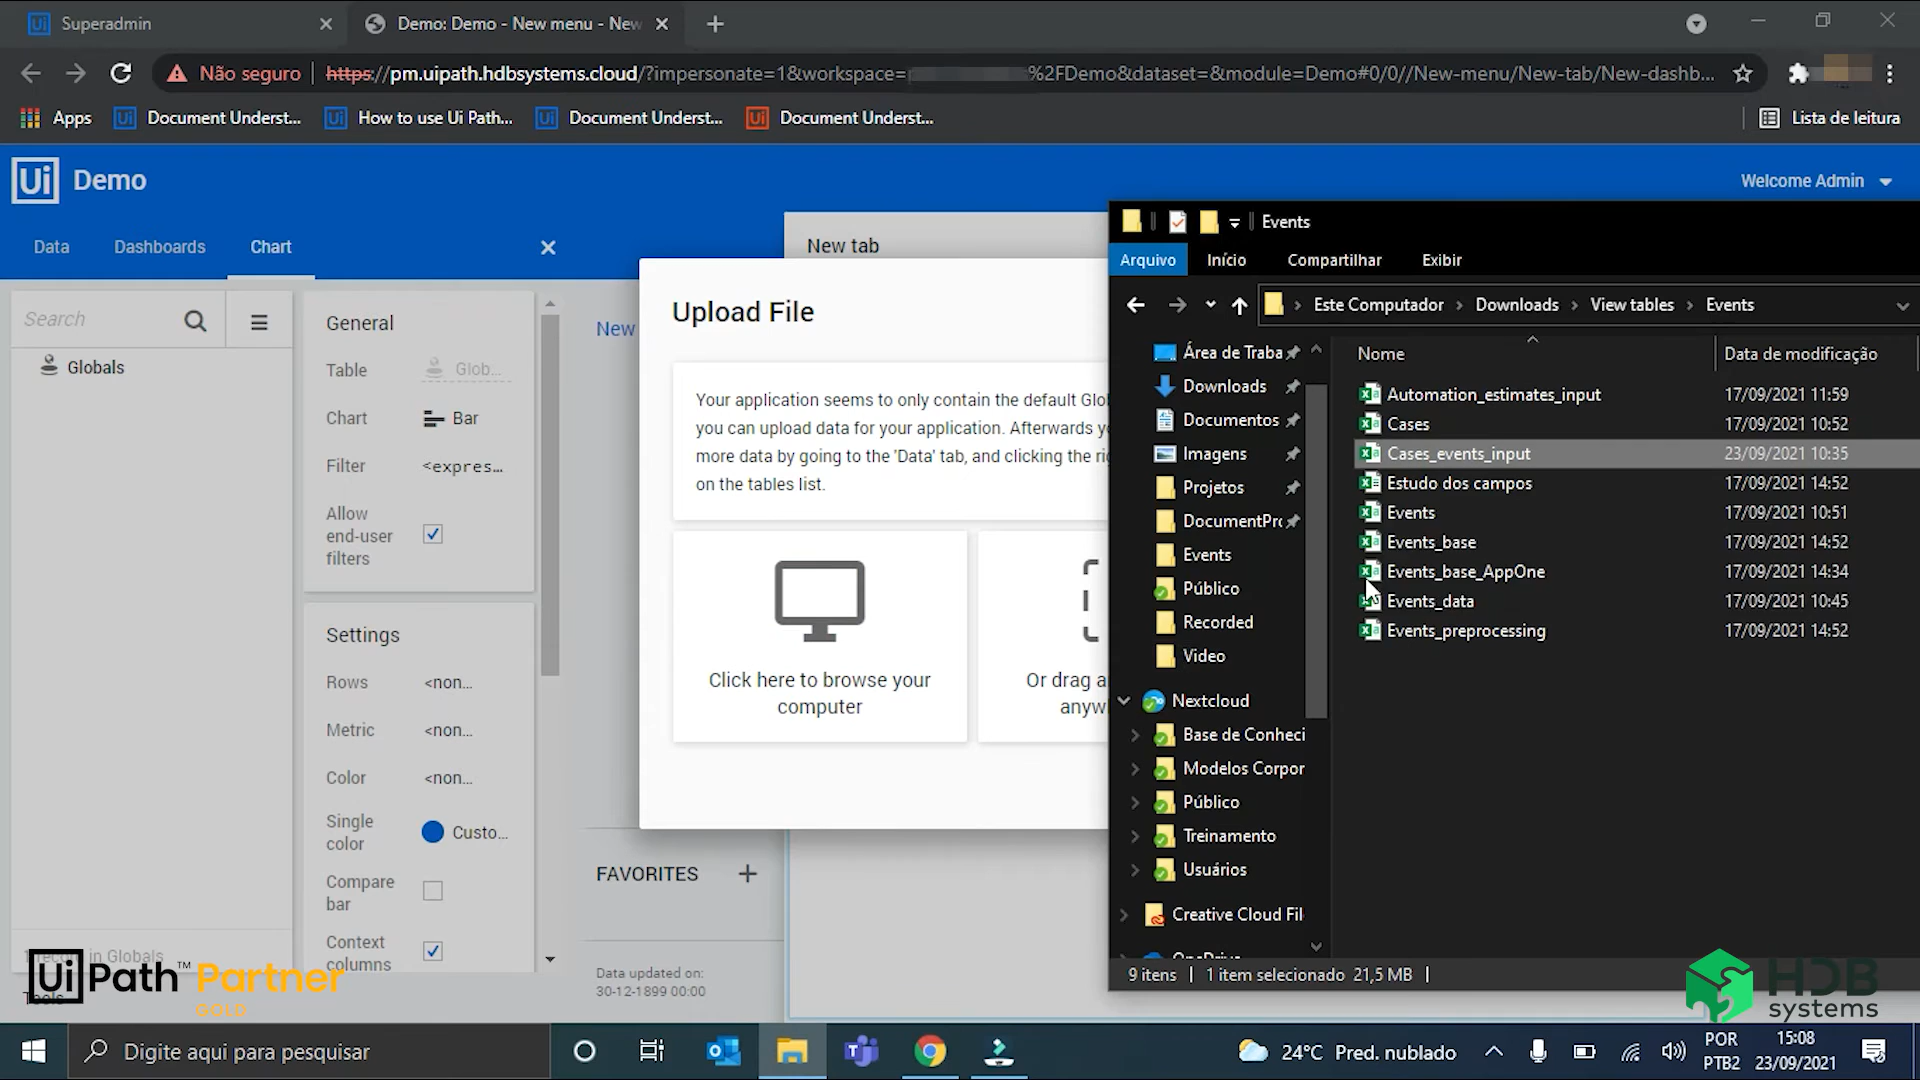 Superadmin
Demo: Demo - New menu - New
Não seguro
https://pm.uipath.hdbsystems.cloud/?impersonate=1&workspace=
%2FDemo&dataset=&module=Demo#0/0//New-menu/New-tab/New-dashb...
Apps
Document Underst...
How to use Ui Path...
Document Underst...
Document Underst...
Lista de leitura
Ui Demo
Welcome Admin
Data
Dashboards
Chart
Search
Globals
General
Table
Glob...
Chart
Bar
Filter
<expres...
Allow
end-user
filters
Settings
Rows
<non...
Metric
<non...
Color
<non...
Single
color
Custo...
Compare
bar
Context
columns
New
New tab
Upload File
Your application seems to only contain the default Glo
you can upload data for your application. Afterwards y
more data by going to the 'Data' tab, and clicking the ri
on the tables list.
Click here to browse your
computer
Or drag a
anyw
FAVORITES
Data updated on:
30-12-1899 00:00
Events
Arquivo
Início
Compartilhar
Exibir
Este Computador
Downloads
View tables
Events
Nome
Data de modificação
Automation_estimates_input
17/09/2021 11:59
Cases
17/09/2021 10:52
Cases_events_input
23/09/2021 10:35
Estudo dos campos
17/09/2021 14:52
Events
17/09/2021 10:51
Events_base
17/09/2021 14:52
Events_base_AppOne
17/09/2021 14:34
Events_data
17/09/2021 10:45
Events_preprocessing
17/09/2021 14:52
Área de Traba
Downloads
Documentos
Imagens
Projetos
DocumentPro
Events
Público
Recorded
Video
Nextcloud
Base de Conheci
Modelos Corpor
Público
Treinamento
Usuários
Creative Cloud Fil
9 itens
1 item selecionado 21,5 MB
in Globals
Tools
UiPath™ Partner
GOLD
HDB
systems
Digite aqui para pesquisar
24°C Pred. nublado
POR
PTB2
15:08
23/09/2021